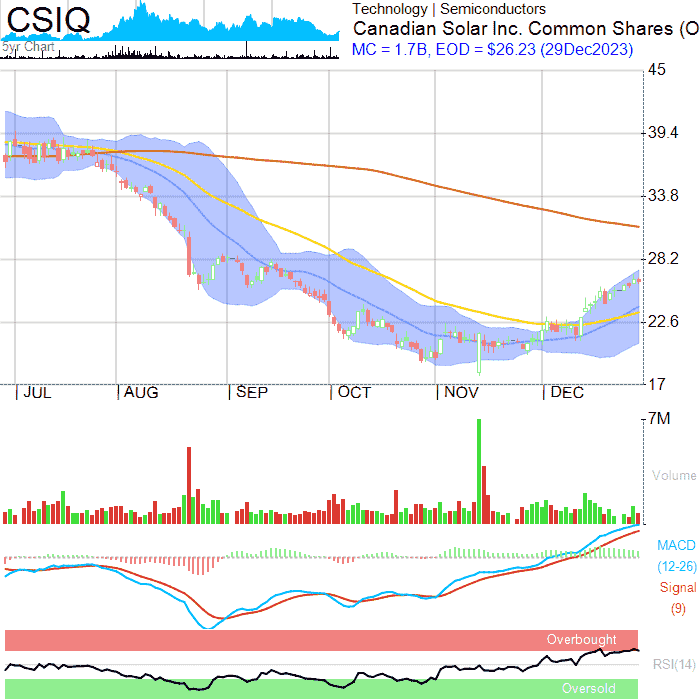 CSIQ
5yr Chart
Technology | Semiconductors
Canadian Solar Inc. Common Shares (O
MC = 1.7B, EOD = $26.23 (29Dec2023)
45
39.4
33.8
28.2
22.6
17
JUL AUG SEP OCT NOV DEC
7M
Volume
MACD
(12-26)
Signal
(9)
Overbought
RSI(14)
Oversold